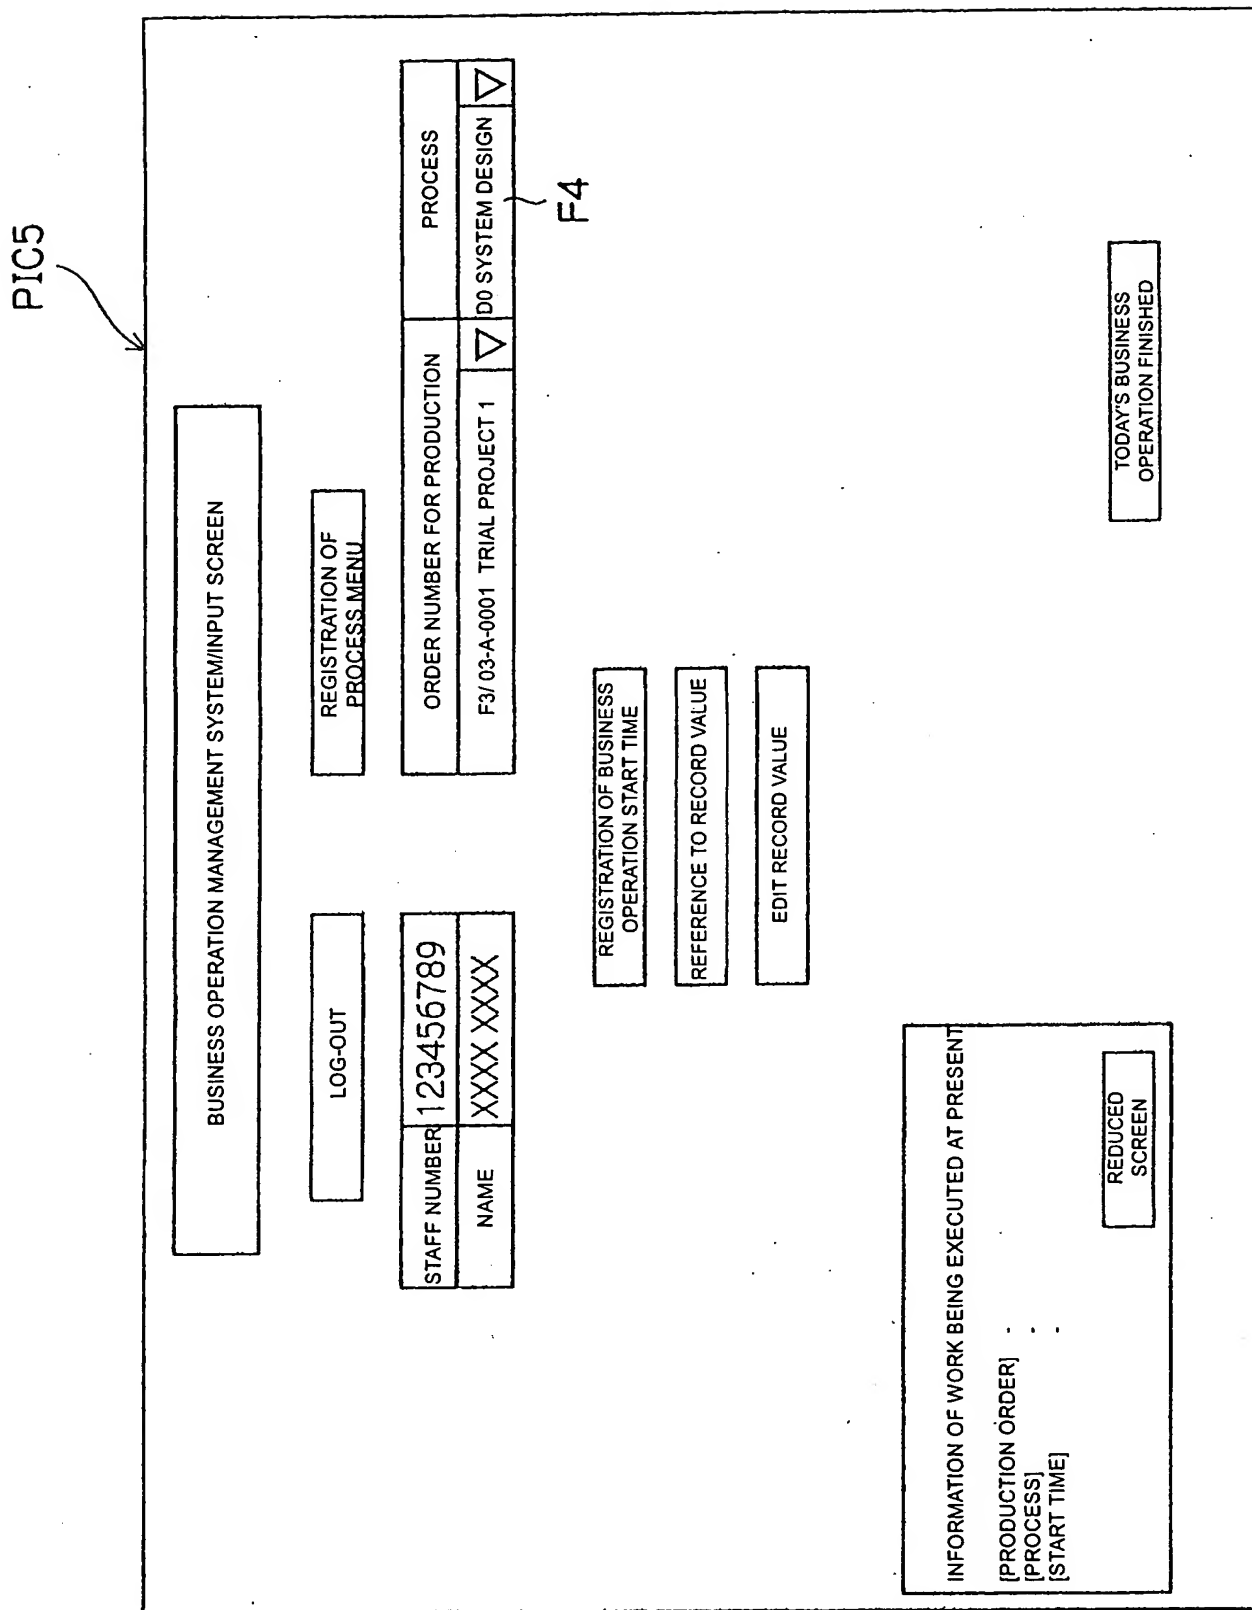 PIC5
BUSINESS OPERATION MANAGEMENT SYSTEM/INPUT SCREEN
LOG-OUT
REGISTRATION OF
PROCESS MENU
STAFF NUMBER 123456789
NAME XXXX XXXX
ORDER NUMBER FOR PRODUCTION PROCESS
F3/ 03-A-0001 TRIAL PROJECT 1 ▽ D0 SYSTEM DESIGN ▽
F4
REGISTRATION OF BUSINESS
OPERATION START TIME
REFERENCE TO RECORD VALUE
EDIT RECORD VALUE
INFORMATION OF WORK BEING EXECUTED AT PRESENT
[PRODUCTION ORDER] :
[PROCESS] :
[START TIME] :
REDUCED
SCREEN
TODAY'S BUSINESS
OPERATION FINISHED